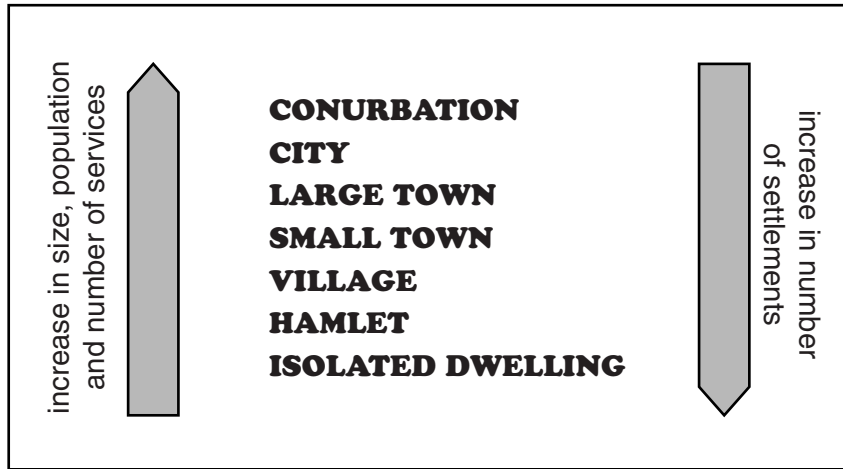 increase in size, population
and number of services
CONURBATION
CITY
LARGE TOWN
SMALL TOWN
VILLAGE
HAMLET
ISOLATED DWELLING
increase in number
of settlements